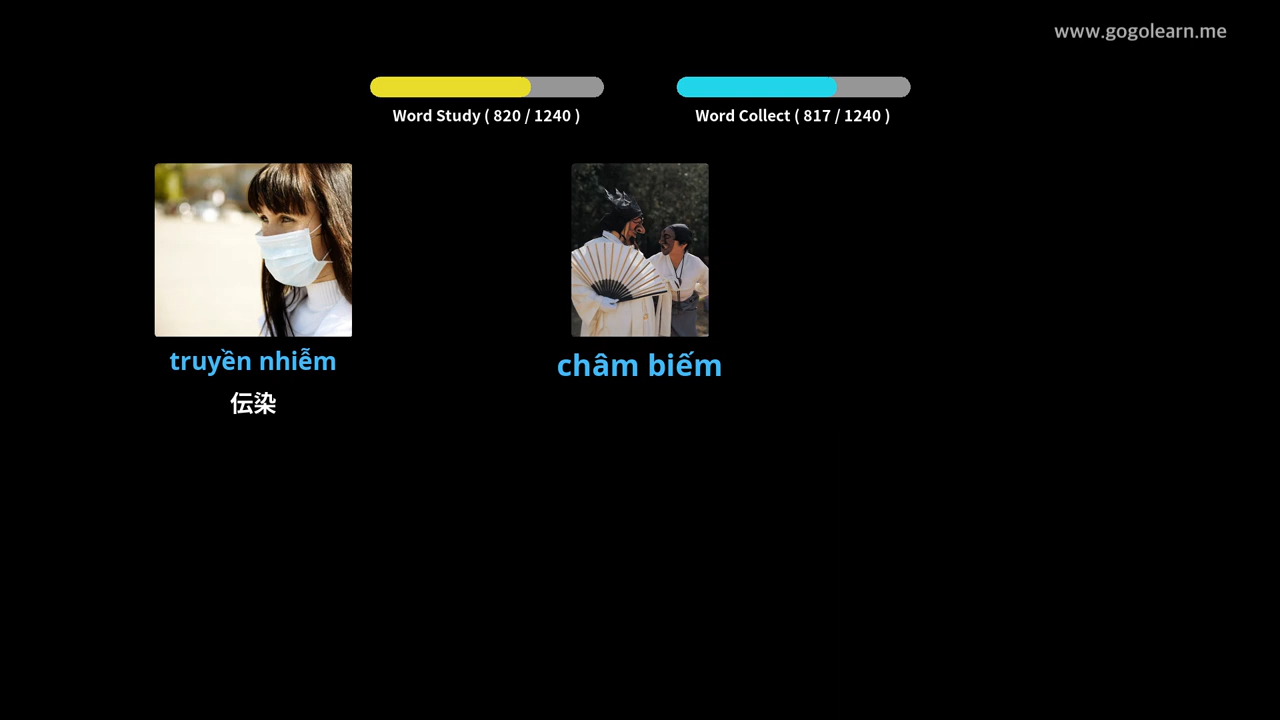 www.gogolearn.me
Word Study ( 820 / 1240 )
Word Collect ( 817 / 1240 )
truyền nhiễm
伝染
châm biếm